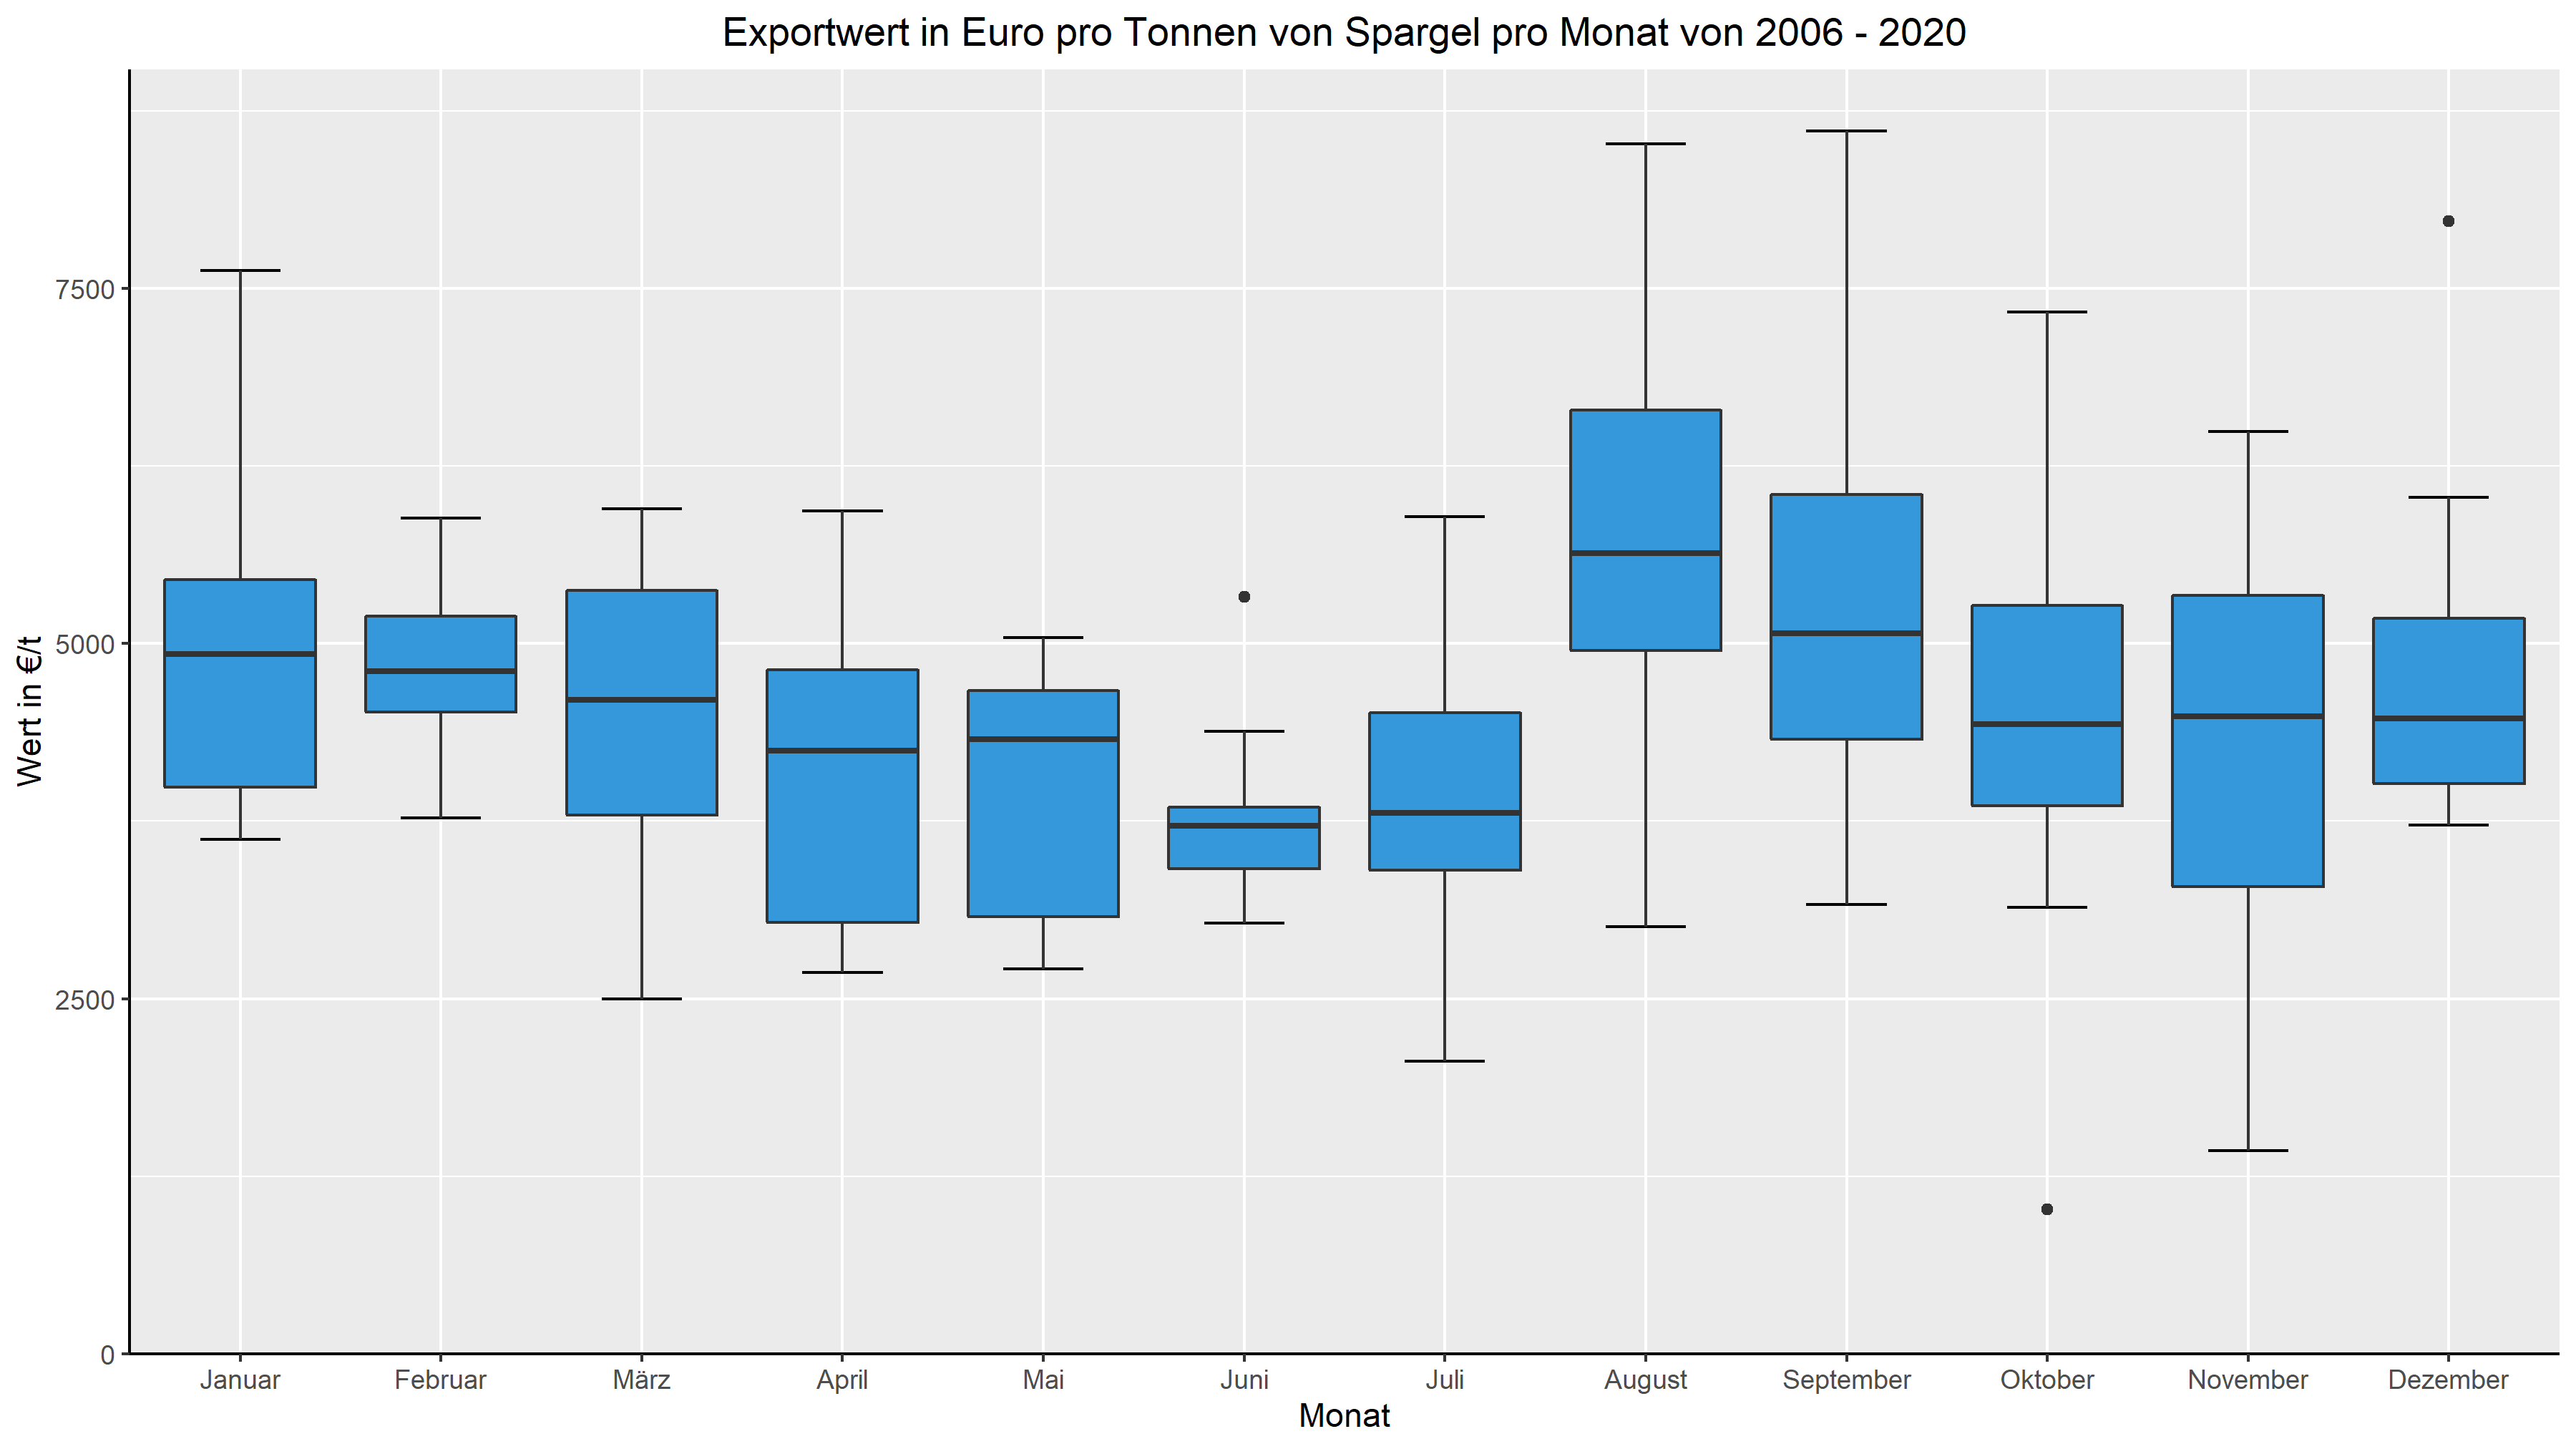 Exportwert in Euro pro Tonnen von Spargel pro Monat von 2006 - 2020
Wert in €/t
7500
5000
2500
0
Januar Februar März April Mai Juni Juli August September Oktober November Dezember
Monat